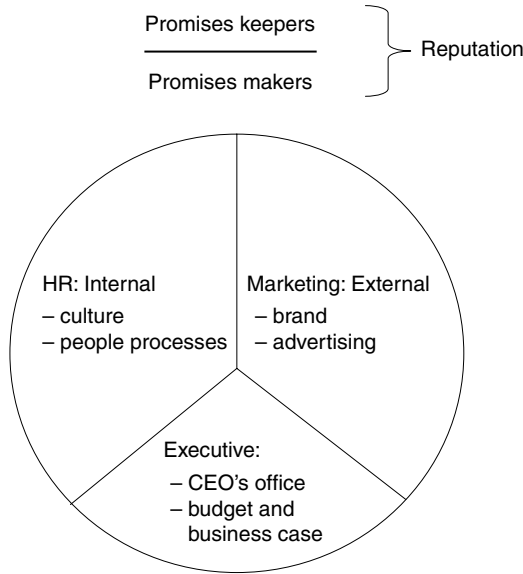 Promises keepers
Promises makers
Reputation
HR: Internal
– culture
– people processes
Marketing: External
– brand
– advertising
Executive:
– CEO's office
– budget and
business case